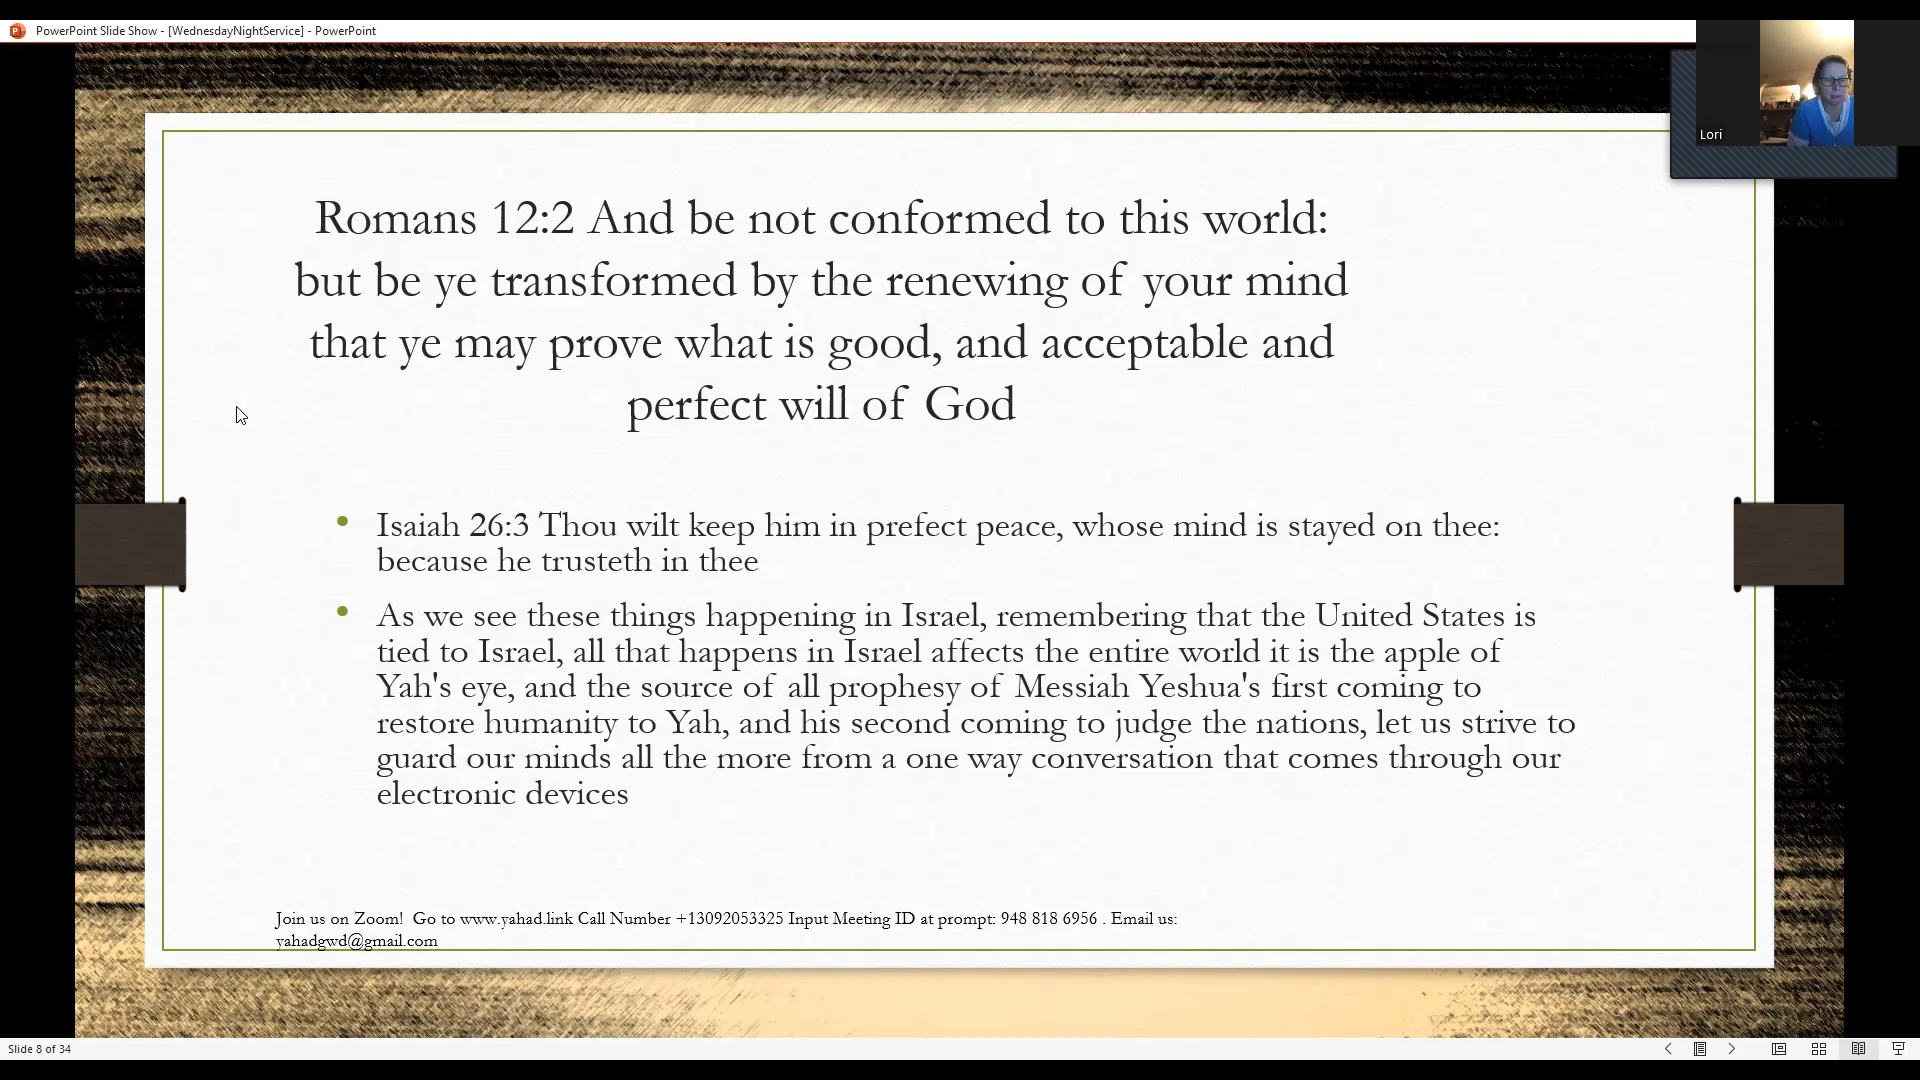 PowerPoint Slide Show - [WednesdayNightService] - PowerPoint
Lori
Romans 12:2 And be not conformed to this world:
but be ye transformed by the renewing of your mind
that ye may prove what is good, and acceptable and
perfect will of God
• Isaiah 26:3 Thou wilt keep him in prefect peace, whose mind is stayed on thee:
because he trusteth in thee
• As we see these things happening in Israel, remembering that the United States is
tied to Israel, all that happens in Israel affects the entire world it is the apple of
Yah's eye, and the source of all prophesy of Messiah Yeshua's first coming to
restore humanity to Yah, and his second coming to judge the nations, let us strive to
guard our minds all the more from a one way conversation that comes through our
electronic devices
Join us on Zoom! Go to www.yahad.link Call Number +13092053325 Input Meeting ID at prompt: 948 818 6956 . Email us:
yahadgwd@gmail.com
Slide 8 of 34